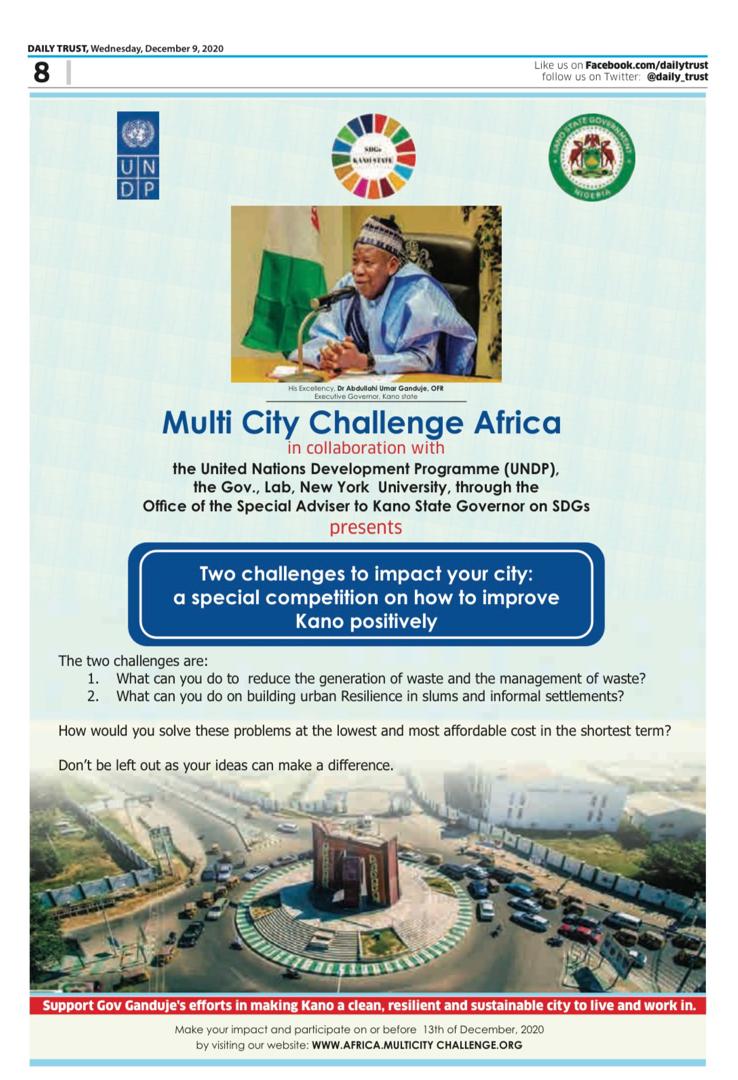 DAILY TRUST, Wednesday, December 9, 2020
8
Like us on Facebook.com/dailytrust
follow us on Twitter: @daily_trust
UN
DP
SDGs
KANO STATE
KANO STATE GOVERNMENT
NIGERIA
His Excellency, Dr Abdullahi Umar Ganduje, OFR
Executive Governor, Kano state
Multi City Challenge Africa
in collaboration with
the United Nations Development Programme (UNDP),
the Gov., Lab, New York University, through the
Office of the Special Adviser to Kano State Governor on SDGs
presents
Two challenges to impact your city:
a special competition on how to improve
Kano positively
The two challenges are:
1. What can you do to reduce the generation of waste and the management of waste?
2. What can you do on building urban Resilience in slums and informal settlements?
How would you solve these problems at the lowest and most affordable cost in the shortest term?
Don't be left out as your ideas can make a difference.
Support Gov Ganduje's efforts in making Kano a clean, resilient and sustainable city to live and work in.
Make your impact and participate on or before 13th of December, 2020
by visiting our website: WWW.AFRICA.MULTICITY CHALLENGE.ORG